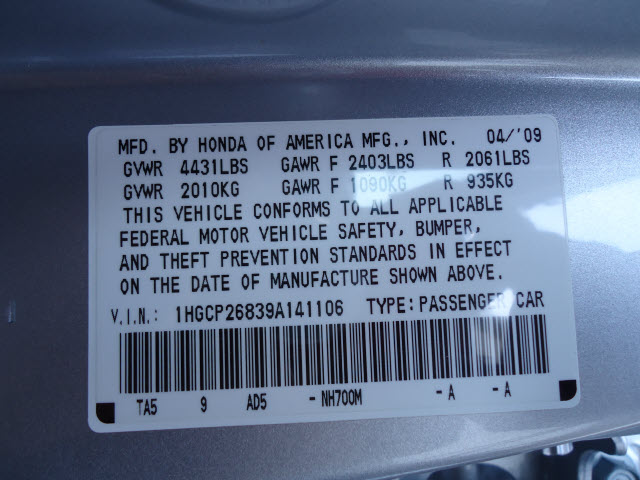 MFD. BY HONDA OF AMERICA MFG., INC. 04/'09
GVWR 4431LBS GAWR F 2403LBS R 2061LBS
GVWR 2010KG GAWR F 1090KG R 935KG
THIS VEHICLE CONFORMS TO ALL APPLICABLE
FEDERAL MOTOR VEHICLE SAFETY, BUMPER,
AND THEFT PREVENTION STANDARDS IN EFFECT
ON THE DATE OF MANUFACTURE SHOWN ABOVE.
V.I.N.: 1HGCP26839A141106 TYPE: PASSENGER CAR
TA5 9 AD5 -NH700M -A -A